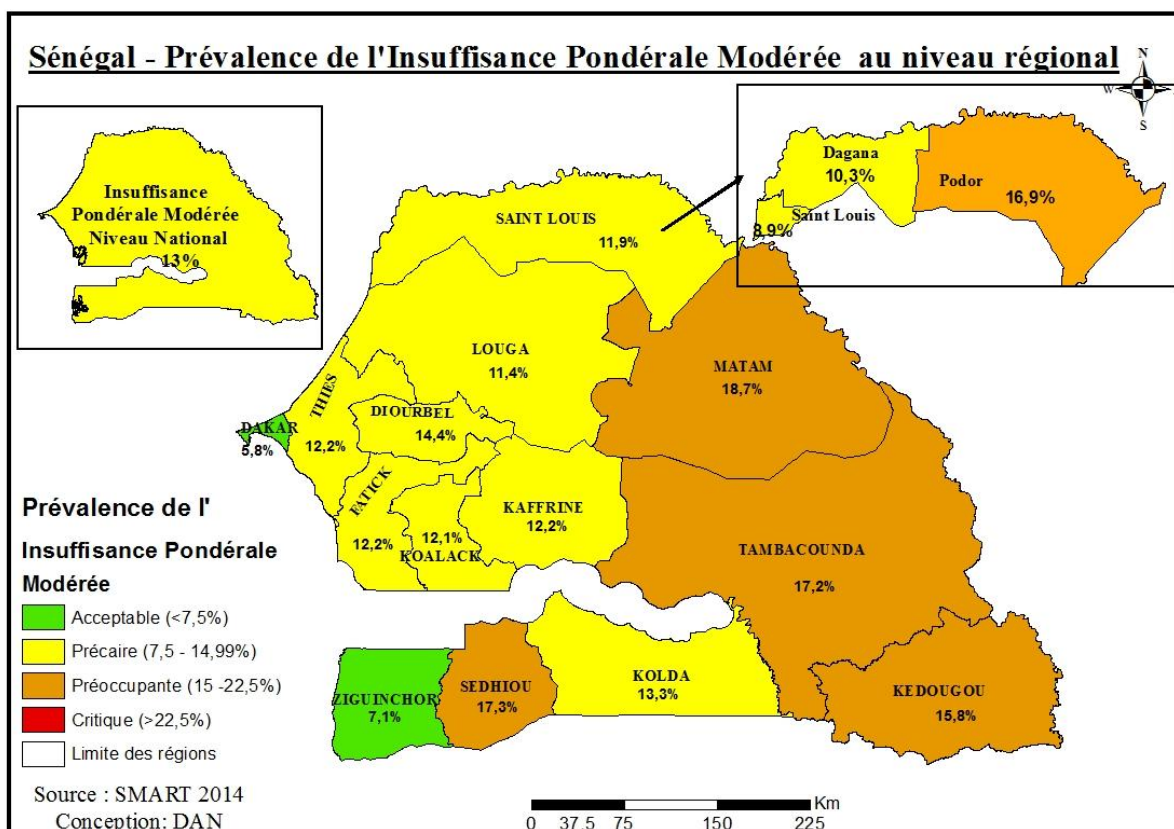 Sénégal - Prévalence de l'Insuffisance Pondérale Modérée au niveau régional
N
W
S
Insuffisance
Pondérale Modérée
Niveau National
13%
Dagana
10,3%
Podor
16,9%
Saint Louis
8,9%
SAINT LOUIS
11,9%
LOUGA
11,4%
MATAM
18,7%
THIES
12,2%
DIOURBEL
14,4%
DAKAR
5,8%
FATICK
12,2%
12,1%
KOALACK
KAFFRINE
12,2%
TAMBACOUNDA
17,2%
ZIGUINCHOR
7,1%
SEDHIOU
17,3%
KOLDA
13,3%
KEDOUGOU
15,8%
Prévalence de l'
Insuffisance Pondérale
Modérée
Acceptable (<7,5%)
Précaire (7,5 - 14,99%)
Préoccupante (15 -22,5%)
Critique (>22,5%)
Limite des régions
Source : SMART 2014
Conception: DAN
Km
0 37.5 75 150 225